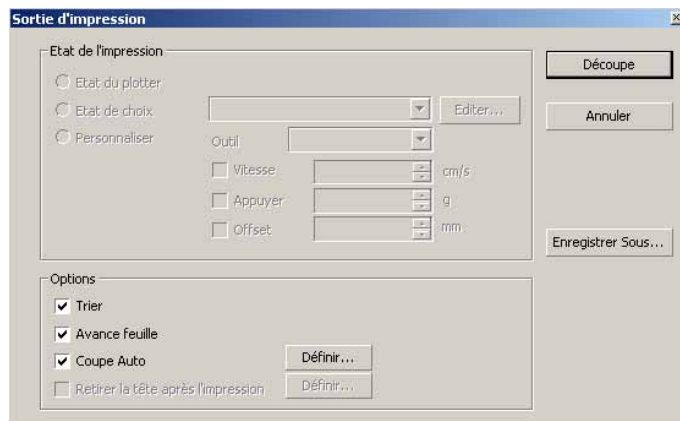 Sortie d'impression
Etat de l'impression
Etat du plotter
Etat de choix
Editer...
Personnaliser
Outil
Vitesse
cm/s
Appuyer
g
Offset
mm
Découpe
Annuler
Enregistrer Sous...
Options
Trier
Avance feuille
Coupe Auto
Définir...
Retirer la tête après l'impression
Définir...